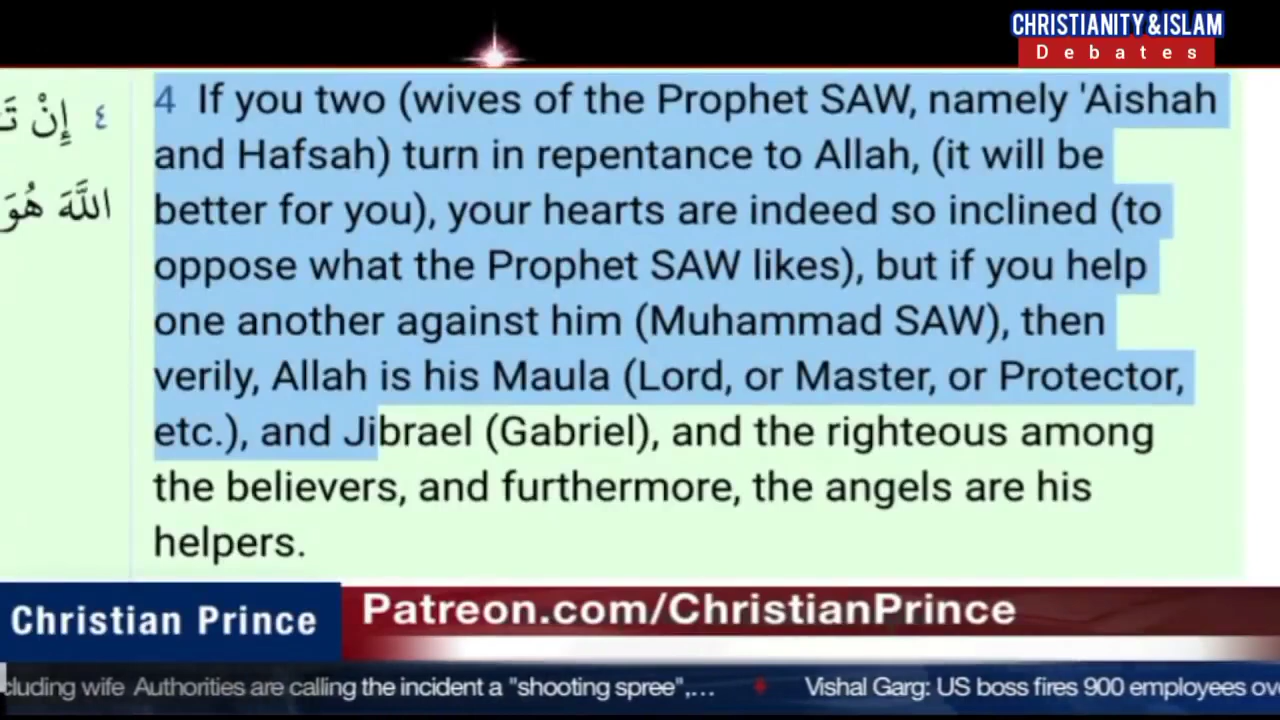 CHRISTIANITY & ISLAM
Debates
٤ إِنْ
اللَّهَ هُوَ
4 If you two (wives of the Prophet SAW, namely 'Aishah
and Hafsah) turn in repentance to Allah, (it will be
better for you), your hearts are indeed so inclined (to
oppose what the Prophet SAW likes), but if you help
one another against him (Muhammad SAW), then
verily, Allah is his Maula (Lord, or Master, or Protector,
etc.), and Jibrael (Gabriel), and the righteous among
the believers, and furthermore, the angels are his
helpers.
Christian Prince
Patreon.com/ChristianPrince
cluding wife Authorities are calling the incident a "shooting spree",... Vishal Garg: US boss fires 900 employees